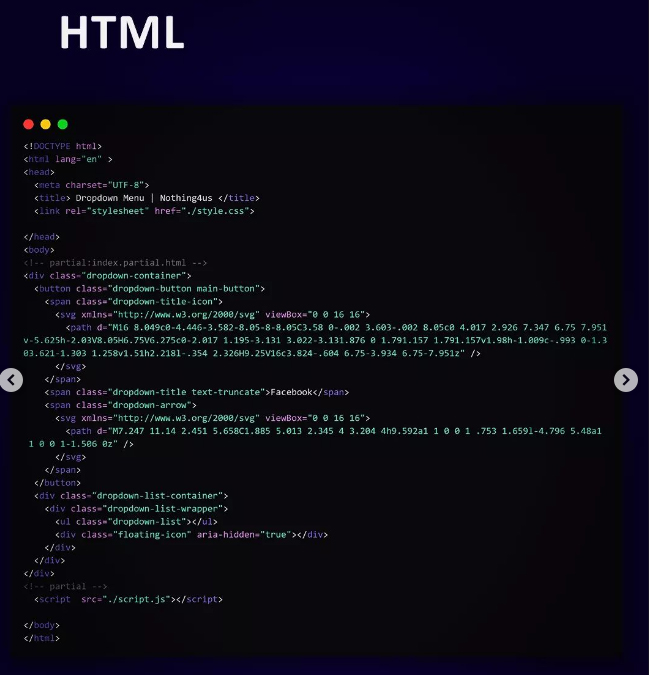 HTML
<!DOCTYPE html>
<html lang="en" >
<head>
<meta charset="UTF-8">
<title> Dropdown Menu | Nothing4us </title>
<link rel="stylesheet" href="./style.css">
</head>
<body>
<!-- partial:index.partial.html -->
<div class="dropdown-container">
<button class="dropdown-button main-button">
<span class="dropdown-title-icon">
<svg xmlns="http://www.w3.org/2000/svg" viewBox="0 0 16 16">
<path d="M16 8.049c0-4.446-3.582-8.05-8-8.05C3.58 0-.002 3.603-.002 8.05c0 4.017 2.926 7.347 6.75 7.951
v-5.625h-2.03V8.05H6.75V6.275c0-2.017 1.195-3.131 3.022-3.131.876 0 1.791.157 1.791.157v1.98h-1.009c-.993 0-1.3
03.621-1.303 1.258v1.51h2.218l-.354 2.326H9.25V16c3.824-.604 6.75-3.934 6.75-7.951z" />
</svg>
</span>
<span class="dropdown-title text-truncate">Facebook</span>
<span class="dropdown-arrow">
<svg xmlns="http://www.w3.org/2000/svg" viewBox="0 0 16 16">
<path d="M7.247 11.14 2.451 5.658C1.885 5.013 2.345 4 3.204 4h9.592a1 1 0 0 1 .753 1.659l-4.796 5.48a1
1 0 0 1-1.506 0z" />
</svg>
</span>
</button>
<div class="dropdown-list-container">
<div class="dropdown-list-wrapper">
<ul class="dropdown-list"></ul>
<div class="floating-icon" aria-hidden="true"></div>
</div>
</div>
</div>
<!-- partial -->
<script  src="./script.js"></script>
</body>
</html>